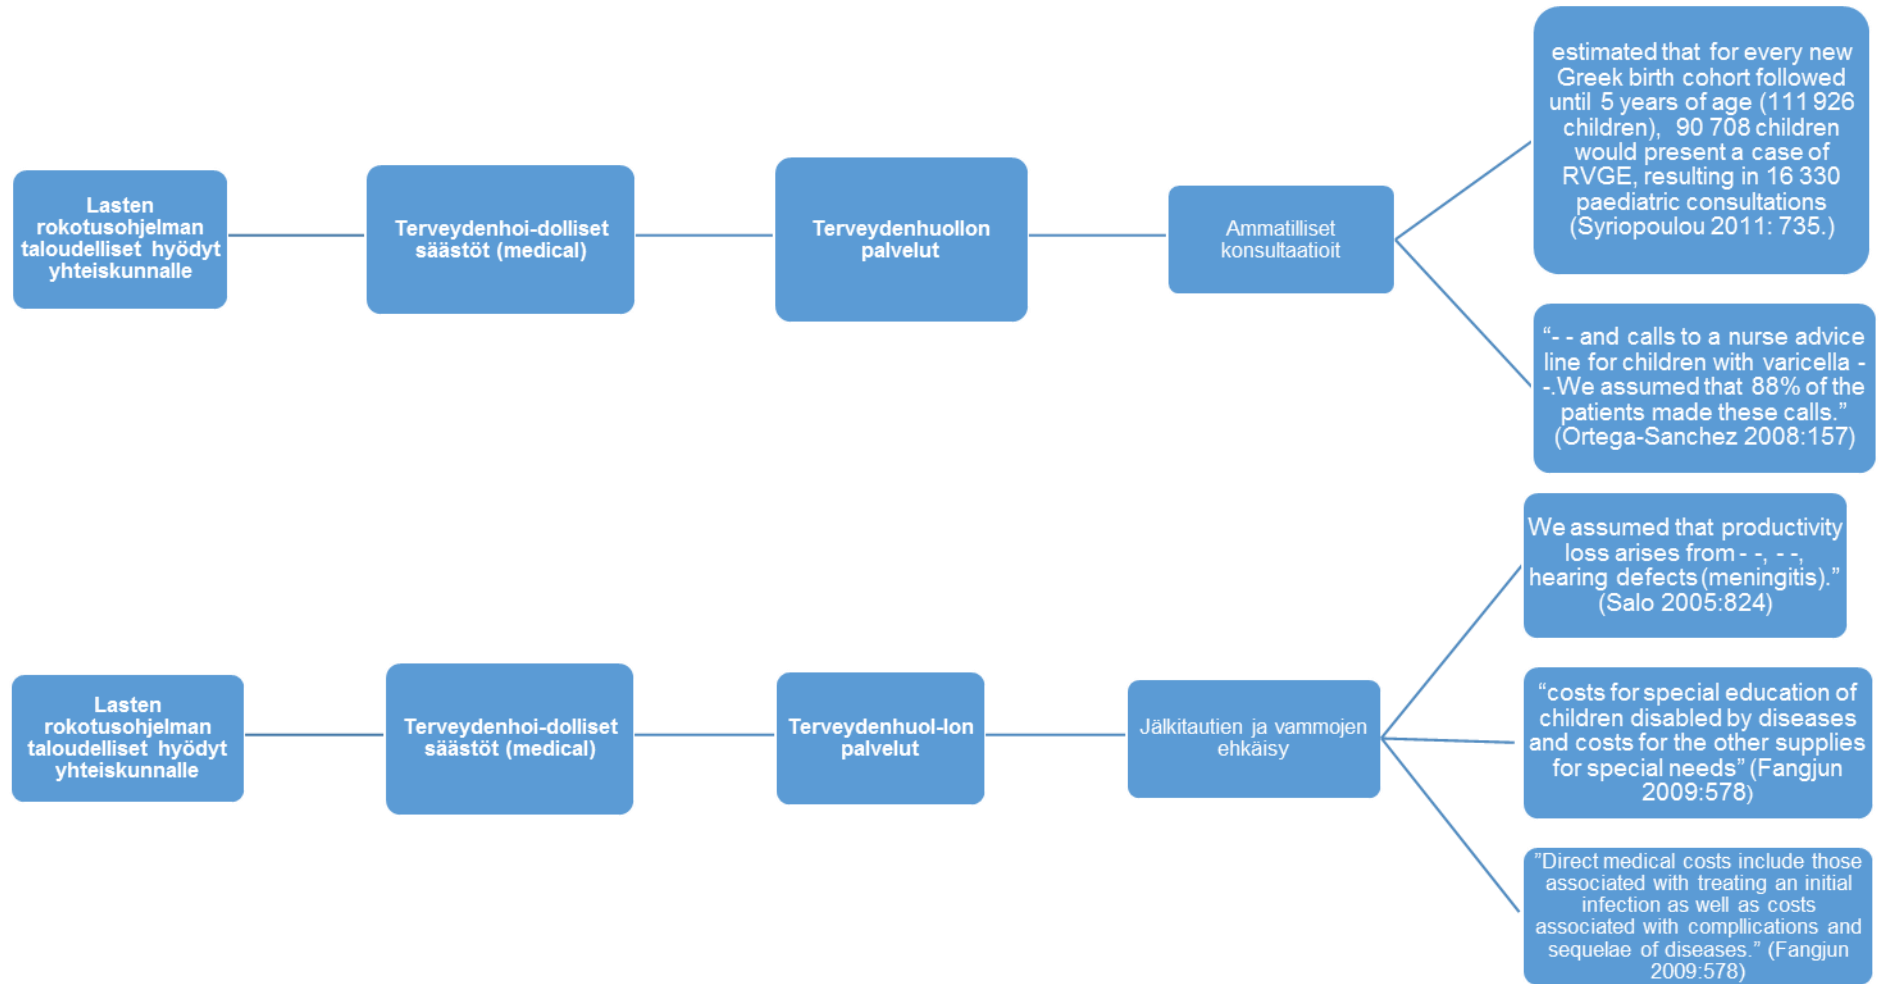 Lasten
rokotusohjelman
taloudelliset hyödyt
yhteiskunnalle
Terveydenhoi-dolliset
säästöt (medical)
Terveydenhuollon
palvelut
Ammatilliset
konsultaatioit
estimated that for every new
Greek birth cohort followed
until 5 years of age (111 926
children), 90 708 children
would present a case of
RVGE, resulting in 16 330
paediatric consultations
(Syriopoulou 2011: 735.)
“- - and calls to a nurse advice
line for children with varicella -
-.We assumed that 88% of the
patients made these calls.”
(Ortega-Sanchez 2008:157)
Lasten
rokotusohjelman
taloudelliset hyödyt
yhteiskunnalle
Terveydenhoi-dolliset
säästöt (medical)
Terveydenhuol-lon
palvelut
Jälkitautien ja vammojen
ehkäisy
We assumed that productivity
loss arises from - -, - -,
hearing defects (meningitis).”
(Salo 2005:824)
“costs for special education of
children disabled by diseases
and costs for the other supplies
for special needs” (Fangjun
2009:578)
”Direct medical costs include those
associated with treating an initial
infection as well as costs
associated with compllications and
sequelae of diseases.” (Fangjun
2009:578)